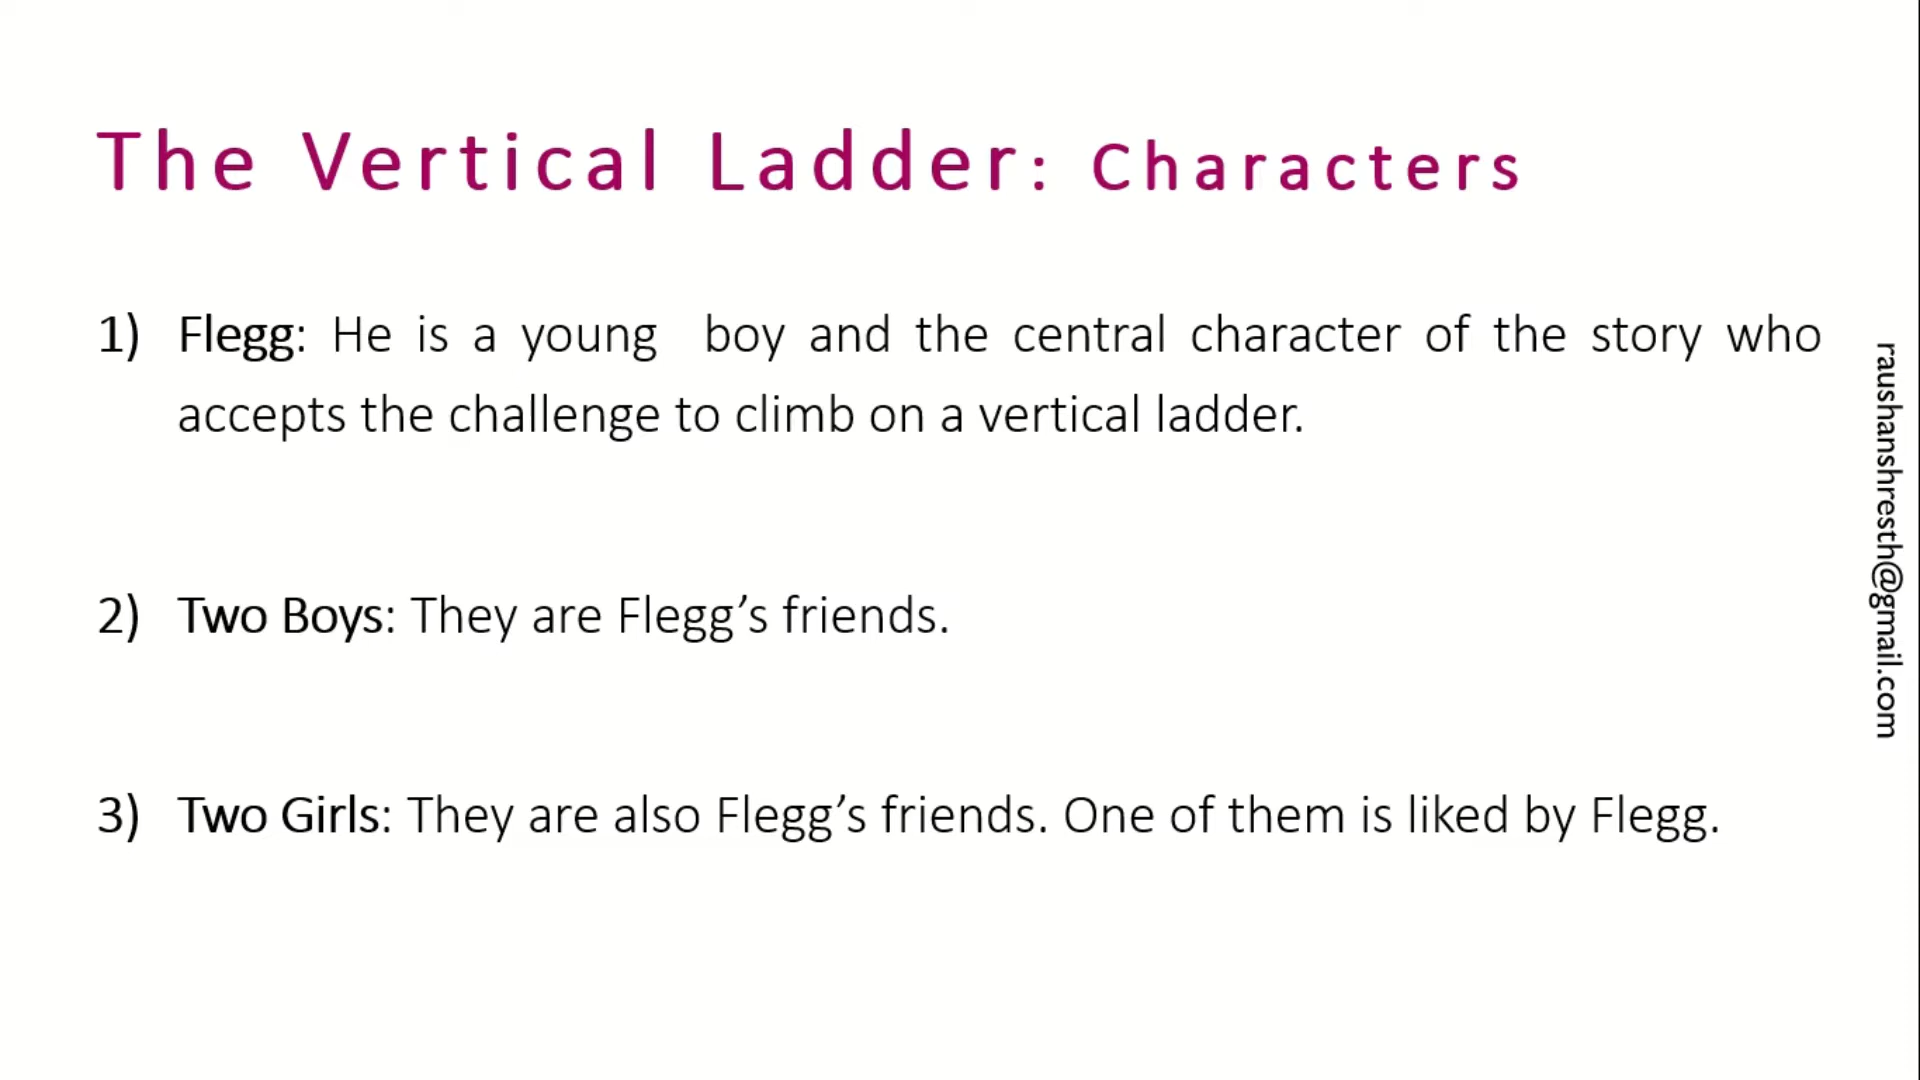 The Vertical Ladder: Characters
1) Flegg: He is a young boy and the central character of the story who
accepts the challenge to climb on a vertical ladder.
2) Two Boys: They are Flegg’s friends.
3) Two Girls: They are also Flegg’s friends. One of them is liked by Flegg.
raushanshresth@gmail.com